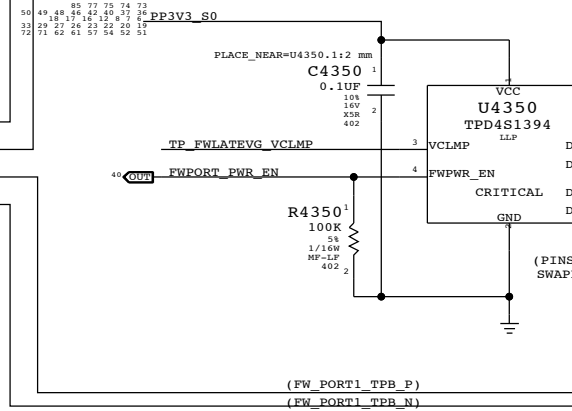 85 77 75 74 73
50 49 48 46 42 40 37 36
18 17 16 12 8 7 6
33 29 27 26 23 22 20 19
72 71 62 61 57 54 52 51
PP3V3_S0
PLACE_NEAR=U4350.1:2 mm
C4350
1
0.1UF
10%
16V
X5R
402
2
1
VCC
U4350
TPD4S1394
LLP
TP_FWLATEVG_VCLMP
3
VCLMP
D
40
OUT
FWPORT_PWR_EN
4
FWPWR_EN
D
CRITICAL
D
R4350
1
100K
5%
1/16W
MF-LF
402
2
GND
D
(PINS
SWAP
(FW_PORT1_TPB_P)
(FW_PORT1_TPB_N)